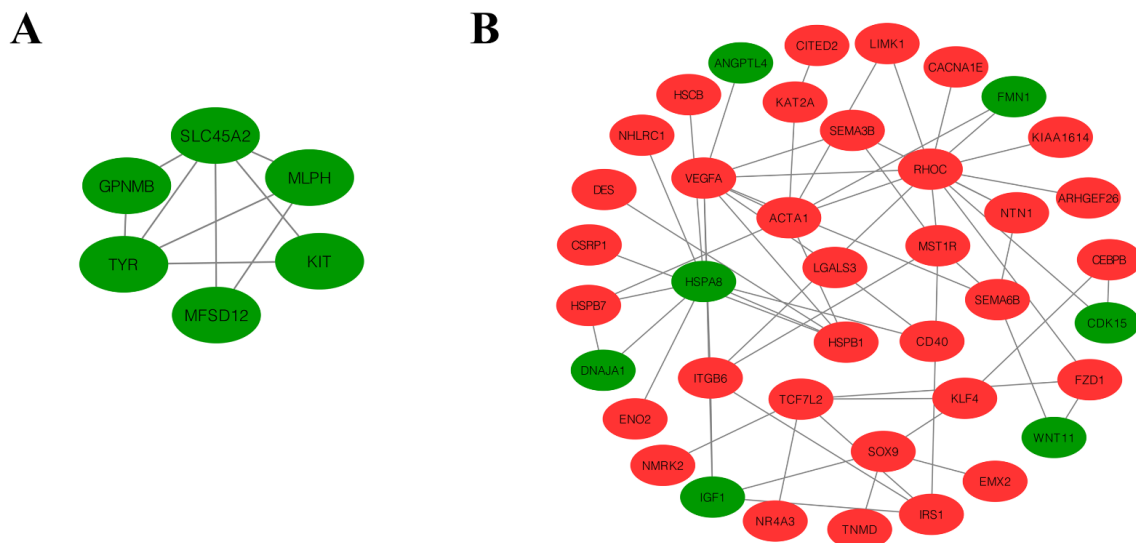 A
B
SLC45A2
GPNMB
MLPH
TYR
KIT
MFSD12
CITED2
LIMK1
ANGPTL4
CACNA1E
HSCB
KAT2A
FMN1
NHLRC1
SEMA3B
KIAA1614
VEGFA
RHOC
DES
ARHGEF26
ACTA1
NTN1
CSRP1
MST1R
CEBPB
LGALS3
HSPA8
SEMA6B
HSPB7
CDK15
HSPB1
CD40
DNAJA1
ITGB6
FZD1
TCF7L2
KLF4
ENO2
WNT11
SOX9
NMRK2
EMX2
IGF1
NR4A3
IRS1
TNMD